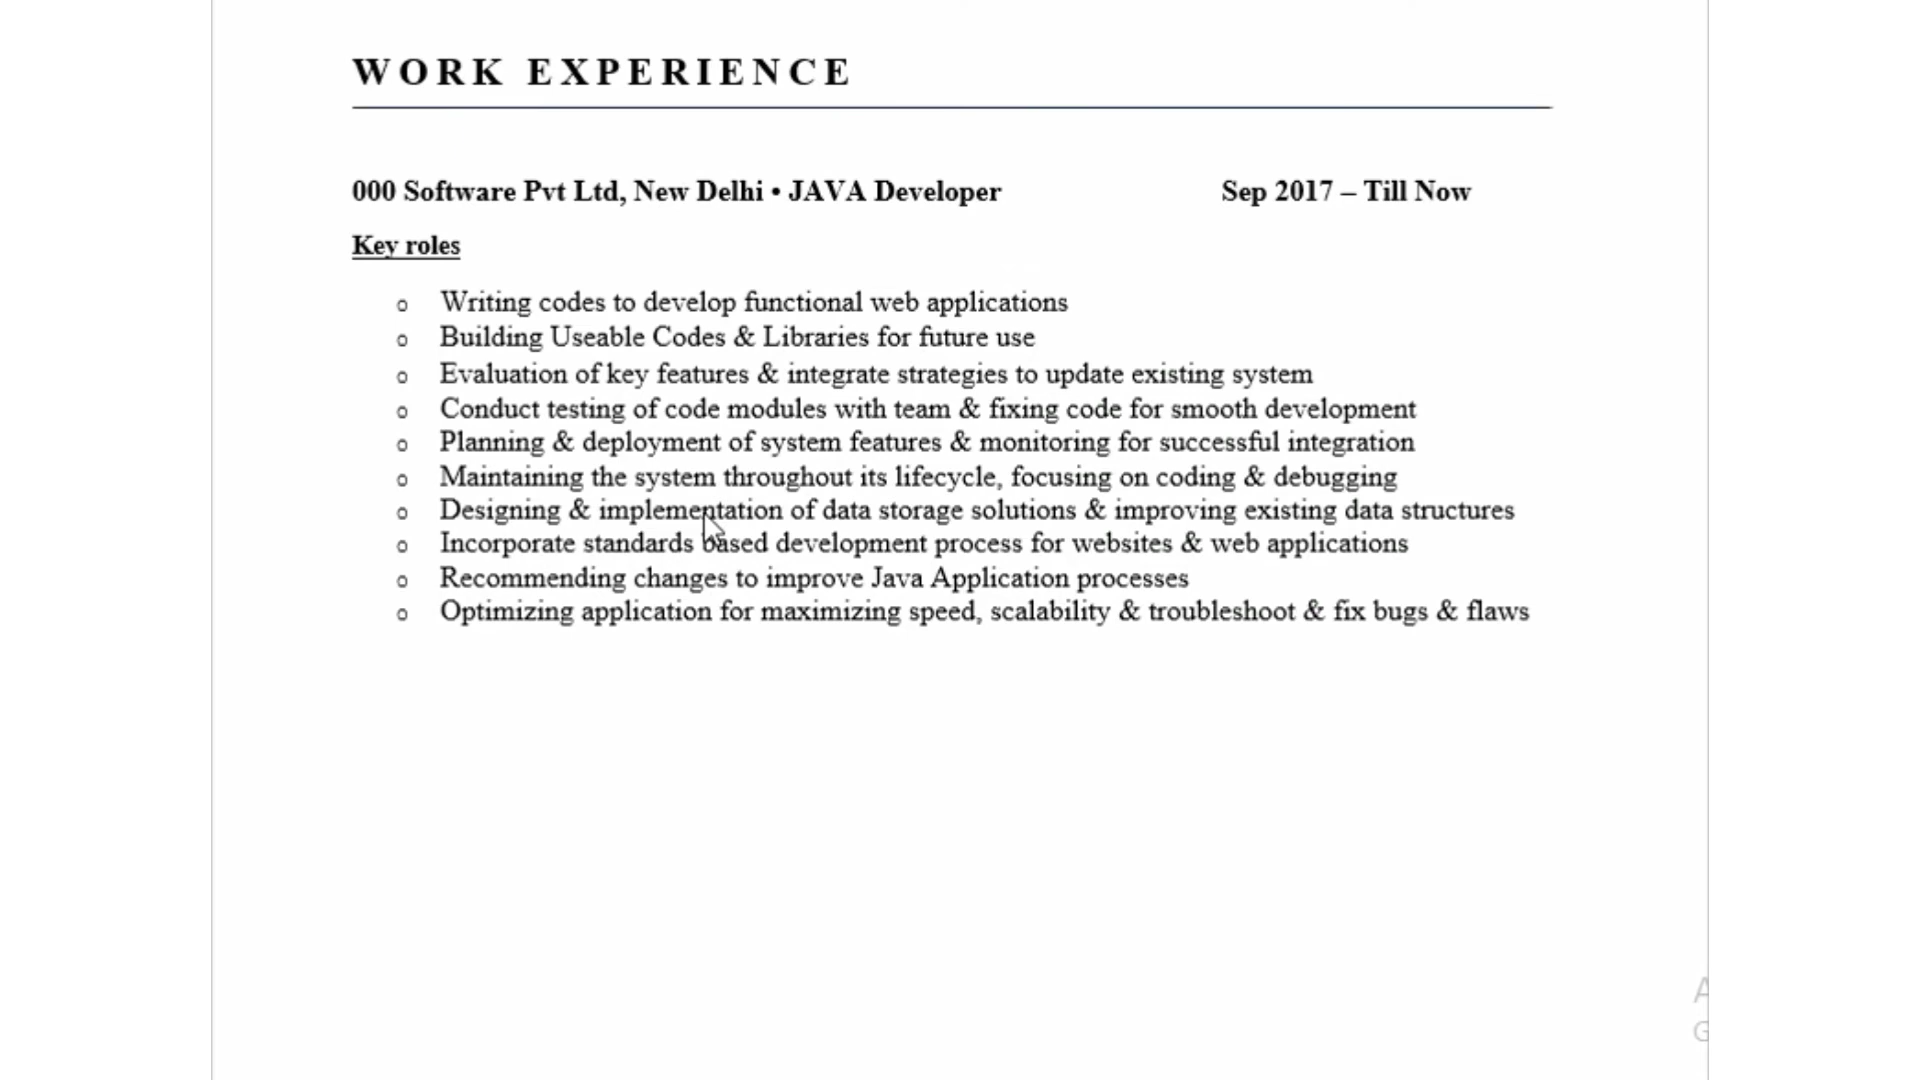 WORK EXPERIENCE
000 Software Pvt Ltd, New Delhi • JAVA Developer Sep 2017 – Till Now
Key roles
o Writing codes to develop functional web applications
o Building Useable Codes & Libraries for future use
o Evaluation of key features & integrate strategies to update existing system
o Conduct testing of code modules with team & fixing code for smooth development
o Planning & deployment of system features & monitoring for successful integration
o Maintaining the system throughout its lifecycle, focusing on coding & debugging
o Designing & implementation of data storage solutions & improving existing data structures
o Incorporate standards based development process for websites & web applications
o Recommending changes to improve Java Application processes
o Optimizing application for maximizing speed, scalability & troubleshoot & fix bugs & flaws